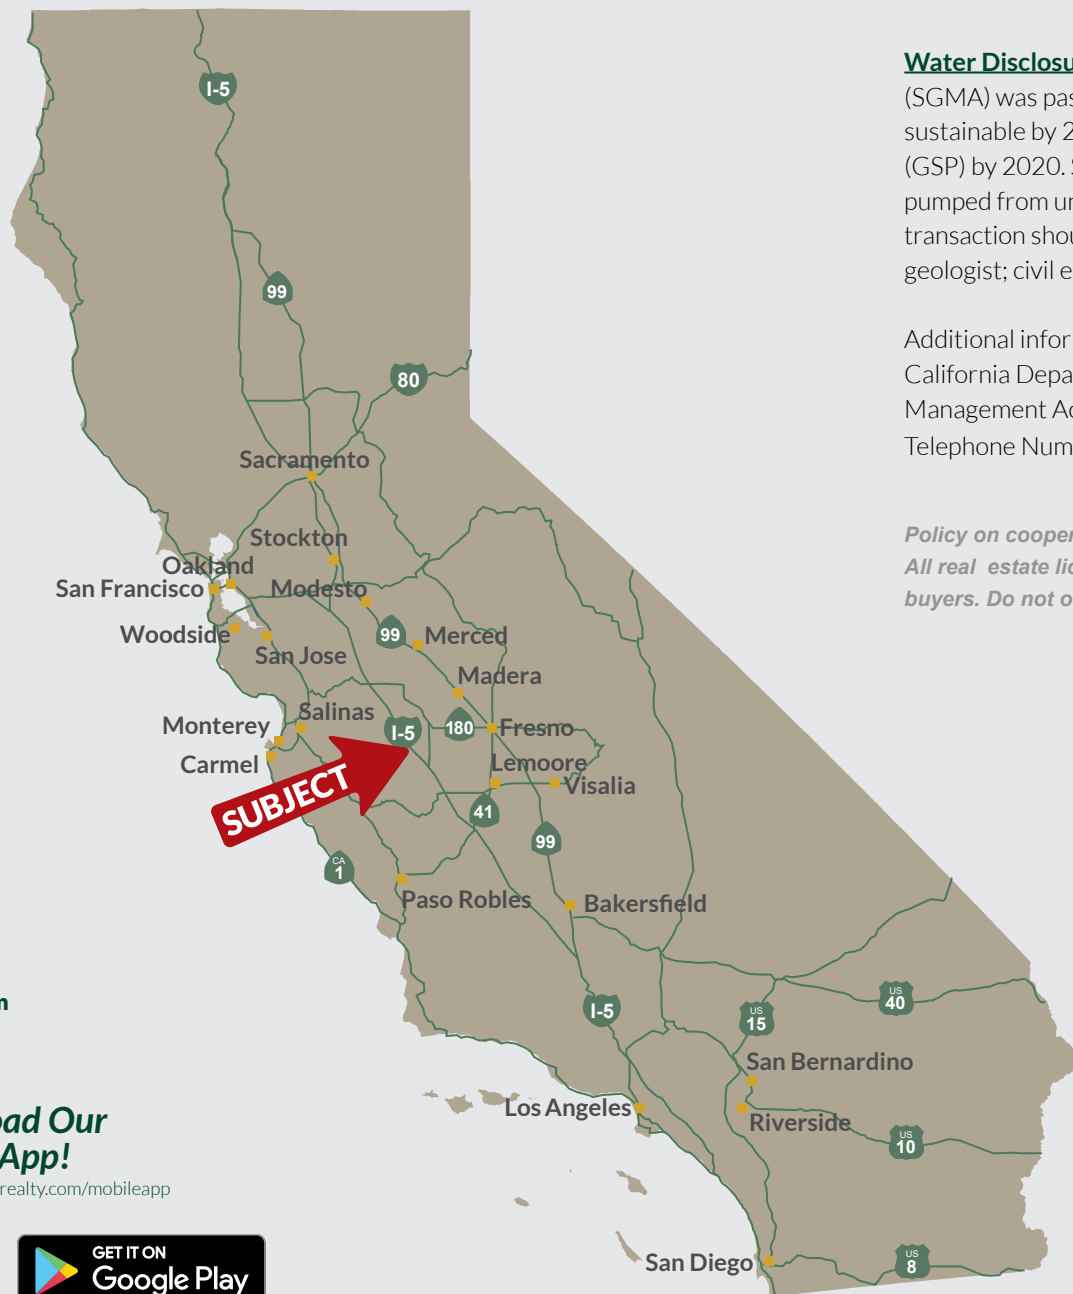 I-5
99
80
Sacramento
Stockton
Oakland
San Francisco
Modesto
Woodside
99
Merced
San Jose
Madera
Salinas
Monterey
I-5
180
Fresno
Carmel
Lemoore
Visalia
SUBJECT
41
99
CA
1
Paso Robles
Bakersfield
I-5
US
15
US
40
San Bernardino
Los Angeles
Riverside
US
10
San Diego
US
8
Water Disclosu
(SGMA) was pas
sustainable by 2
(GSP) by 2020. S
pumped from un
transaction shou
geologist; civil e
Additional infor
California Depa
Management Ac
Telephone Num
Policy on cooper
All real estate lic
buyers. Do not o
m
oad Our
App!
realty.com/mobileapp
GET IT ON
Google Play